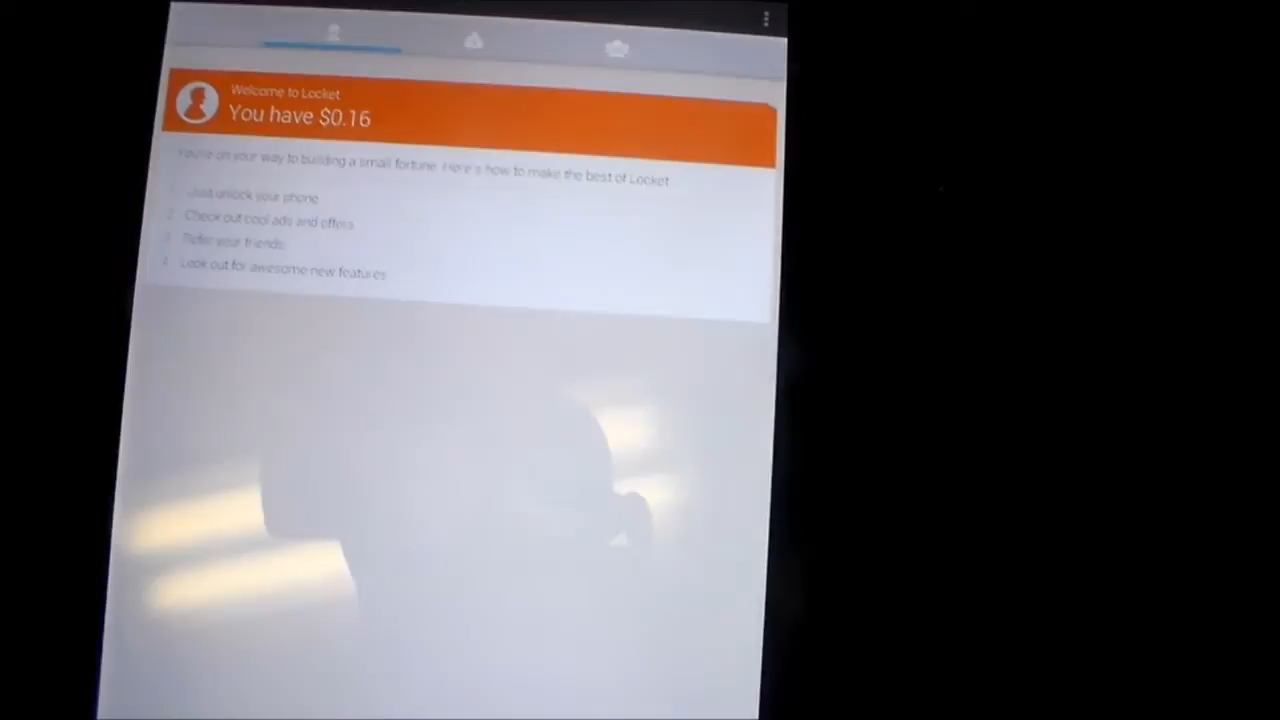 Welcome to Locket
You have $0.16
You're on your way to building a small fortune. Here's how to make the best of Locket
1 Just unlock your phone
2 Check out cool ads and offers
3 Refer your friends
4 Look out for awesome new features